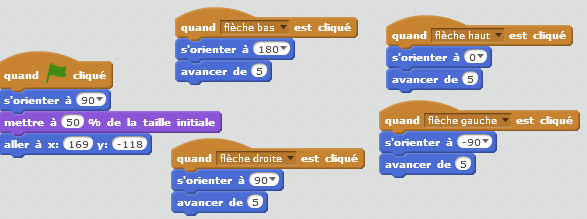 quand cliqué
s'orienter à 90
mettre à 50 % de la taille initiale
aller à x: 169 y: -118
quand flèche bas est cliqué
s'orienter à 180
avancer de 5
quand flèche droite est cliqué
s'orienter à 90
avancer de 5
quand flèche haut est cliqué
s'orienter à 0
avancer de 5
quand flèche gauche est cliqué
s'orienter à -90
avancer de 5